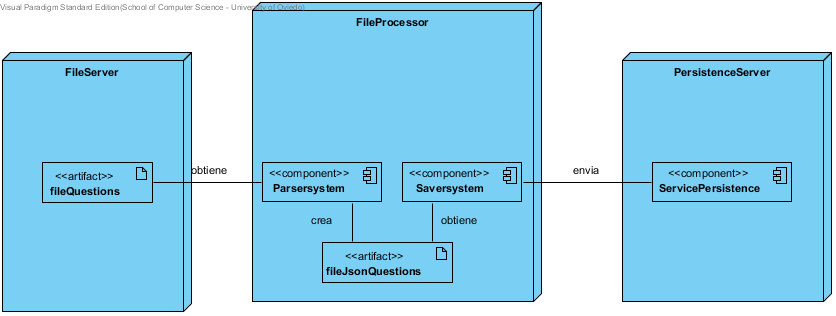 Visual Paradigm Standard Edition(School of Computer Science - University of Oviedo)
FileProcessor
FileServer
PersistenceServer
<<artifact>>
fileQuestions
obtiene
<<component>>
Parsersystem
<<component>>
Saversystem
envia
<<component>>
ServicePersistence
crea
obtiene
<<artifact>>
fileJsonQuestions